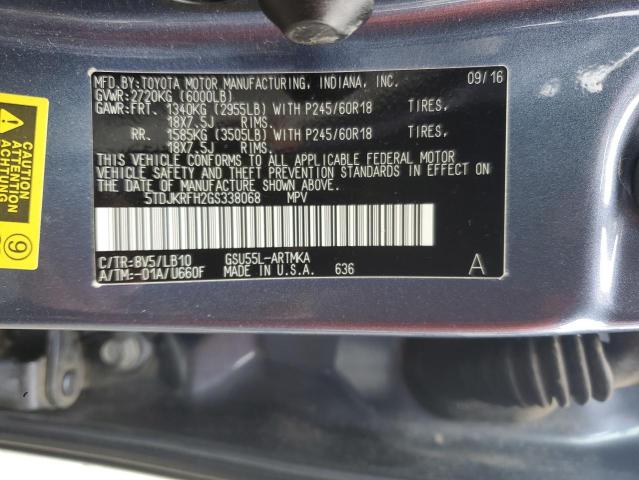 MFD.BY:TOYOTA MOTOR MANUFACTURING, INDIANA, INC. 09/16
GVWR:2720KG (6000LB)
GAWR:FRT. 1340KG (2955LB) WITH P245/60R18 TIRES,
18X7.5J RIMS.
RR. 1585KG (3505LB) WITH P245/60R18 TIRES,
18X7.5J RIMS.
THIS VEHICLE CONFORMS TO ALL APPLICABLE FEDERAL MOTOR
VEHICLE SAFETY AND THEFT PREVENTION STANDARDS IN EFFECT
ON THE DATE OF MANUFACTURE SHOWN ABOVE.
5TDJKRFH2GS338068 MPV
C/TR:8V5/LB10 GSU55L-ARTMKA
A/TM:-01A/U660F MADE IN U.S.A. 636 A
CAUTION
ATTENTION
9